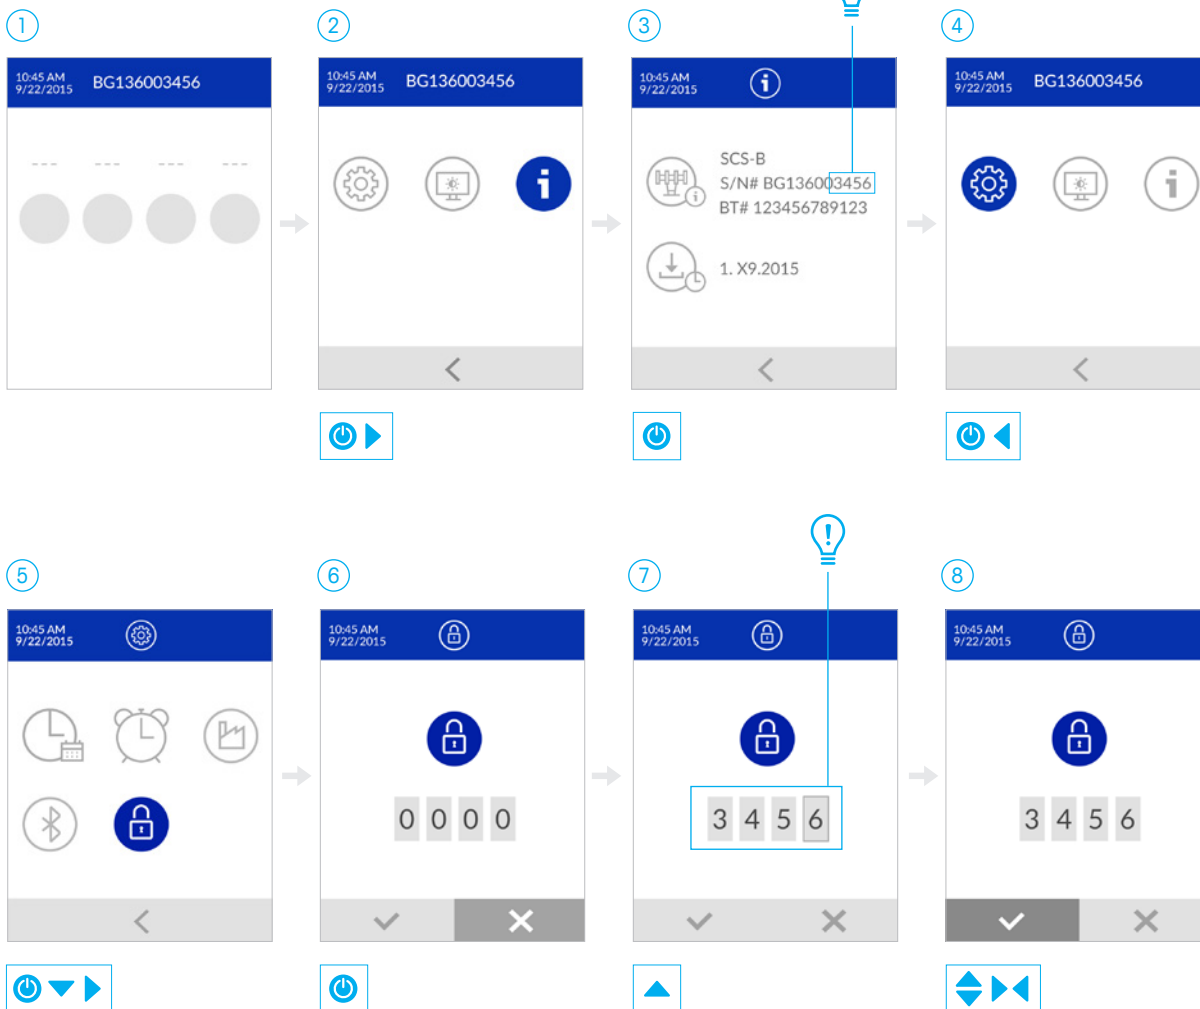 1
2
3
4
10:45 AM
9/22/2015
BG136003456
10:45 AM
9/22/2015
BG136003456
10:45 AM
9/22/2015
i
10:45 AM
9/22/2015
BG136003456
--- --- --- ---
i
SCS-B
S/N# BG136003456
BT# 123456789123
i
1. X9.2015
i
5
6
7
8
!
10:45 AM
9/22/2015
10:45 AM
9/22/2015
10:45 AM
9/22/2015
10:45 AM
9/22/2015
0 0 0 0
3 4 5 6
3 4 5 6